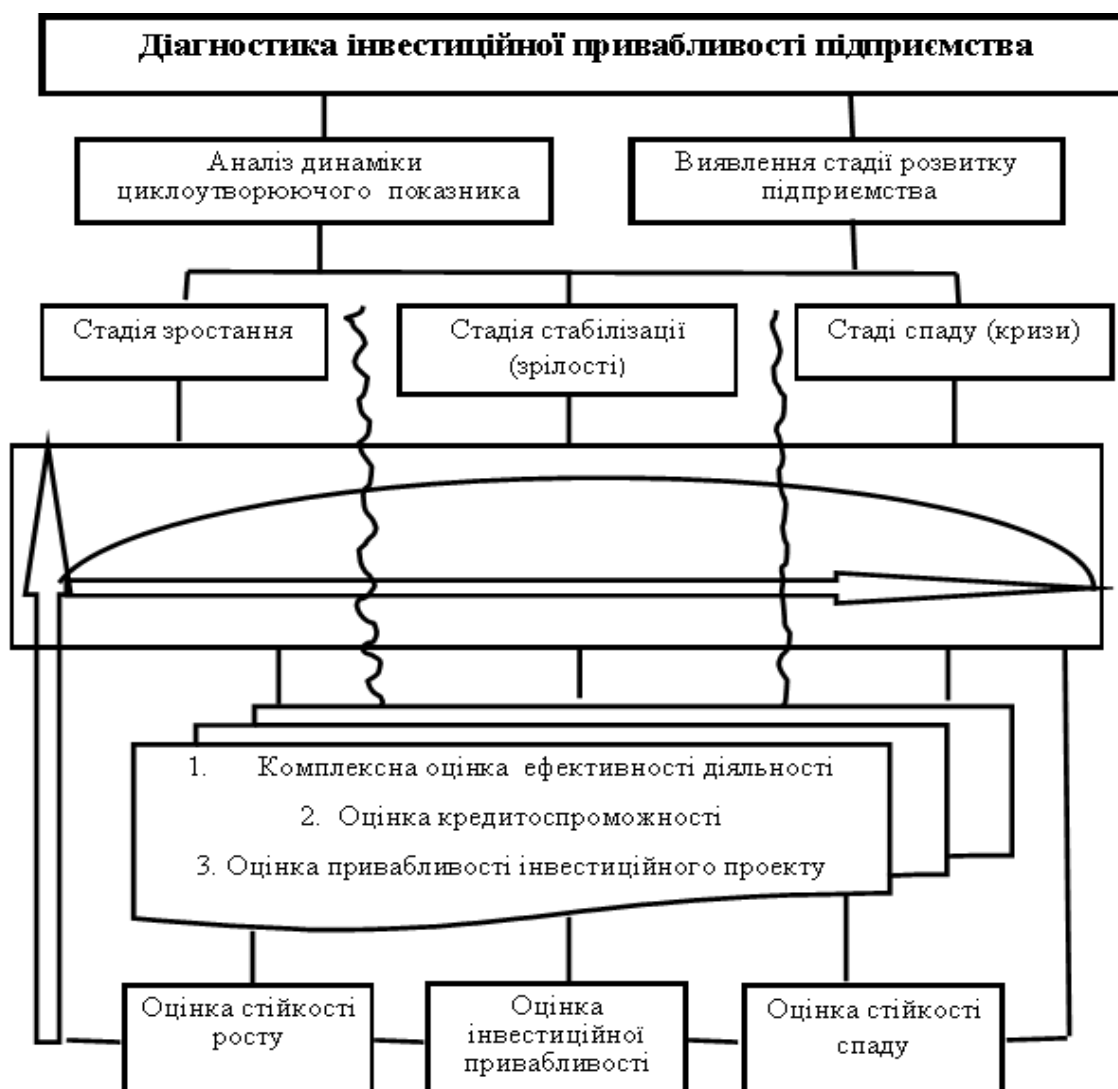 Діагностика інвестиційної привабливості підприємства
Аналіз динаміки
циклоутворюючого показника
Виявлення стадії розвитку
підприємства
Стадія зростання
Стадія стабілізації
(зрілості)
Стаді спаду (кризи)
1. Комплексна оцінка ефективності діяльності
2. Оцінка кредитоспроможності
3. Оцінка привабливості інвестиційного проекту
Оцінка стійкості
росту
Оцінка
інвестиційної
привабливості
Оцінка стійкості
спаду